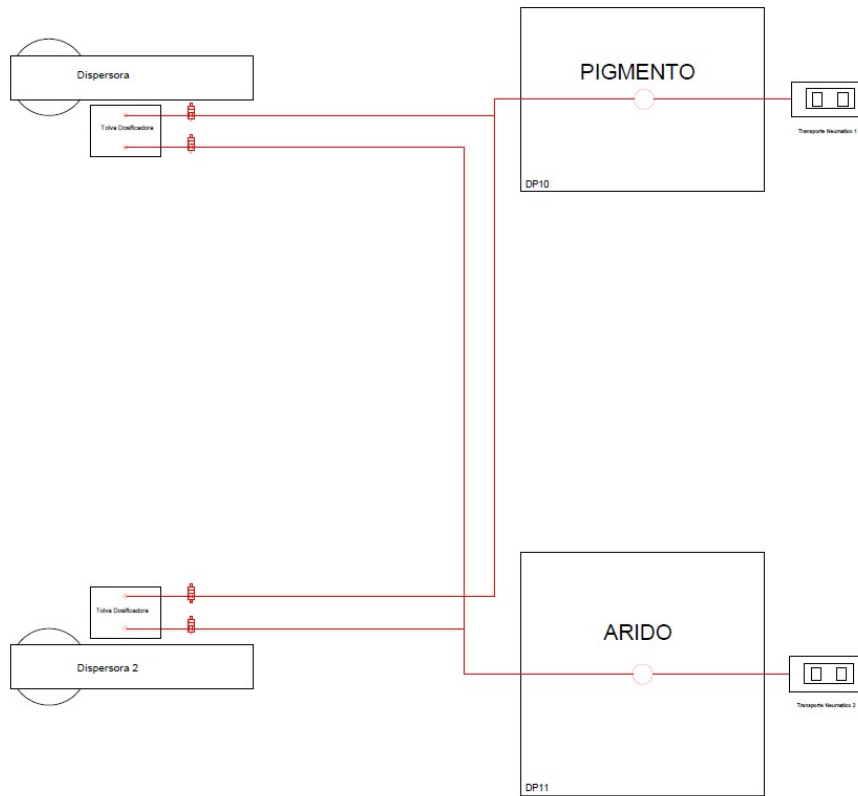 Dispersora
PIGMENTO
Tolva Dosificadora
Transporte Neumatico 1
DP10
Tolva Dosificadora
ARIDO
Dispersora 2
Transporte Neumatico 2
DP11